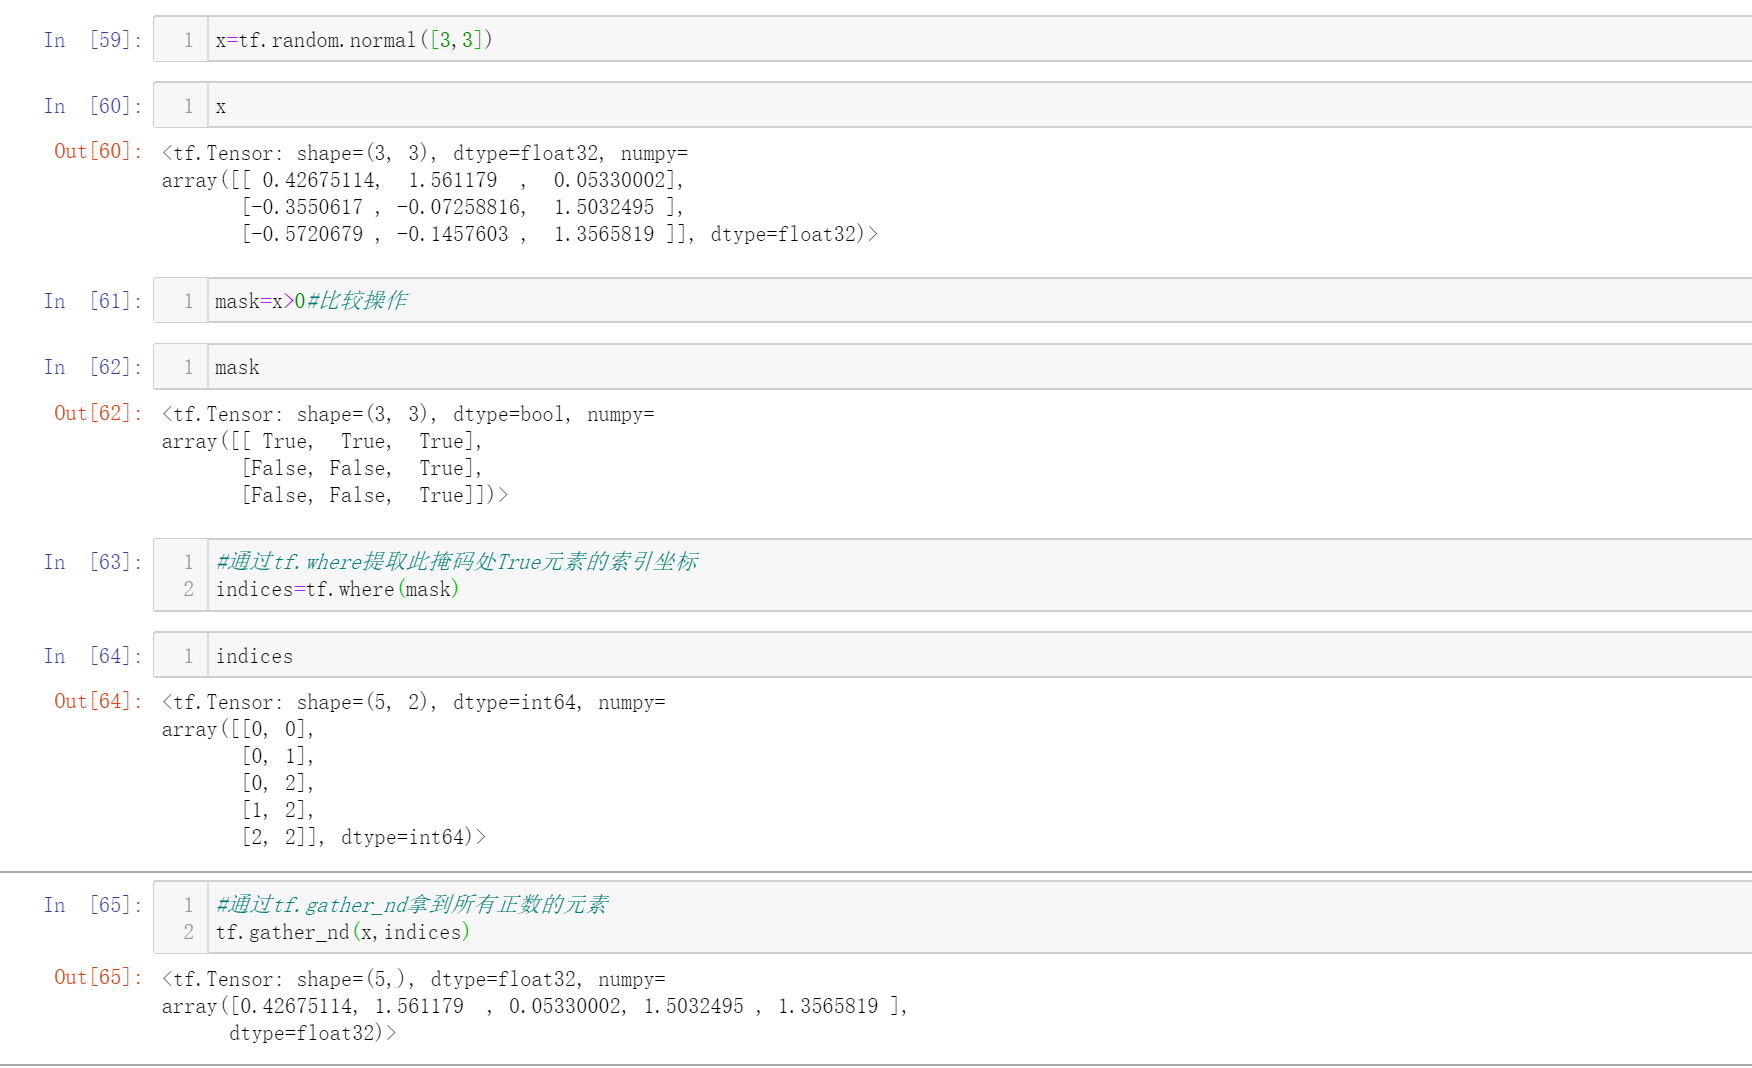 In [59]: 1 x=tf.random.normal([3,3])
In [60]: 1 x
Out[60]: <tf.Tensor: shape=(3, 3), dtype=float32, numpy=
array([[ 0.42675114,  1.561179  ,  0.05330002],
       [-0.3550617 , -0.07258816,  1.5032495 ],
       [-0.5720679 , -0.1457603 ,  1.3565819 ]], dtype=float32)>
In [61]: 1 mask=x>0#比较操作
In [62]: 1 mask
Out[62]: <tf.Tensor: shape=(3, 3), dtype=bool, numpy=
array([[ True,  True,  True],
       [False, False,  True],
       [False, False,  True]])>
In [63]: 1 #通过tf.where提取此掩码处True元素的索引坐标
2 indices=tf.where(mask)
In [64]: 1 indices
Out[64]: <tf.Tensor: shape=(5, 2), dtype=int64, numpy=
array([[0, 0],
       [0, 1],
       [0, 2],
       [1, 2],
       [2, 2]], dtype=int64)>
In [65]: 1 #通过tf.gather_nd拿到所有正数的元素
2 tf.gather_nd(x,indices)
Out[65]: <tf.Tensor: shape=(5,), dtype=float32, numpy=
array([0.42675114, 1.561179  , 0.05330002, 1.5032495 , 1.3565819 ],
      dtype=float32)>